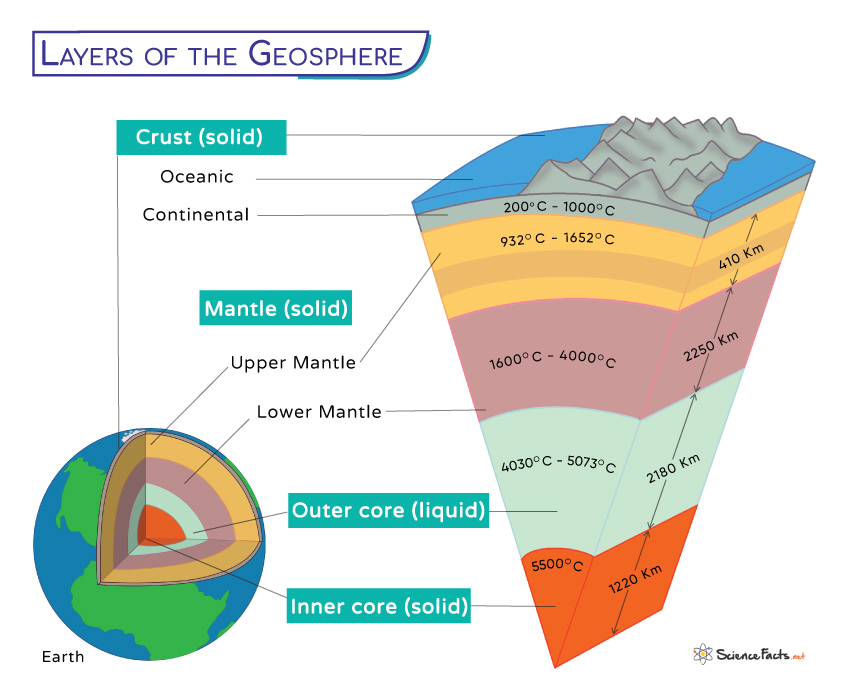 LAYERS OF THE GEOSPHERE
Crust (solid)
Oceanic
Continental
Mantle (solid)
Upper Mantle
Lower Mantle
Outer core (liquid)
Inner core (solid)
Earth
200°C - 1000°C
932°C - 1652°C
410 Km
1600°C - 4000°C
2250 Km
4030°C - 5073°C
2180 Km
5500°C
1220 Km
ScienceFacts.net